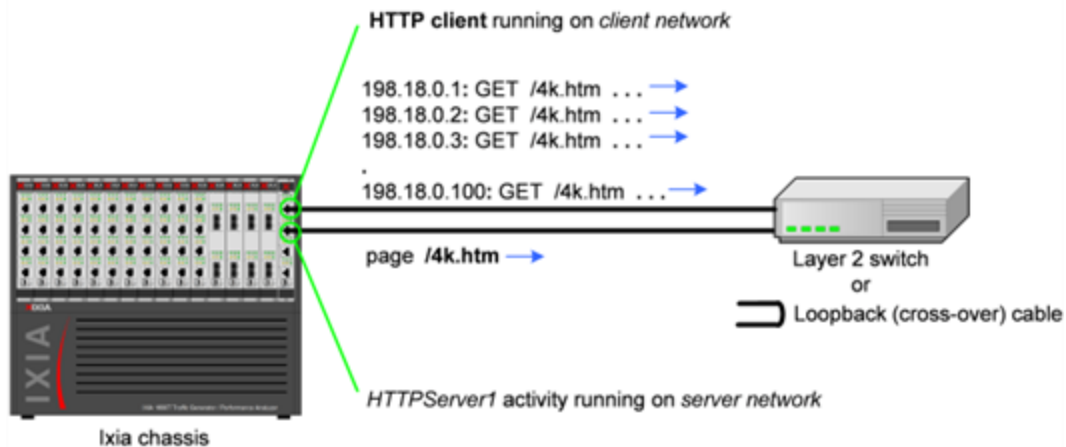 HTTP client running on client network
198.18.0.1: GET /4k.htm . . .
198.18.0.2: GET /4k.htm . . .
198.18.0.3: GET /4k.htm . . .
.
198.18.0.100: GET /4k.htm . . .
page /4k.htm
Layer 2 switch
or
Loopback (cross-over) cable
IXIA
HTTPServer1 activity running on server network
Ixia chassis